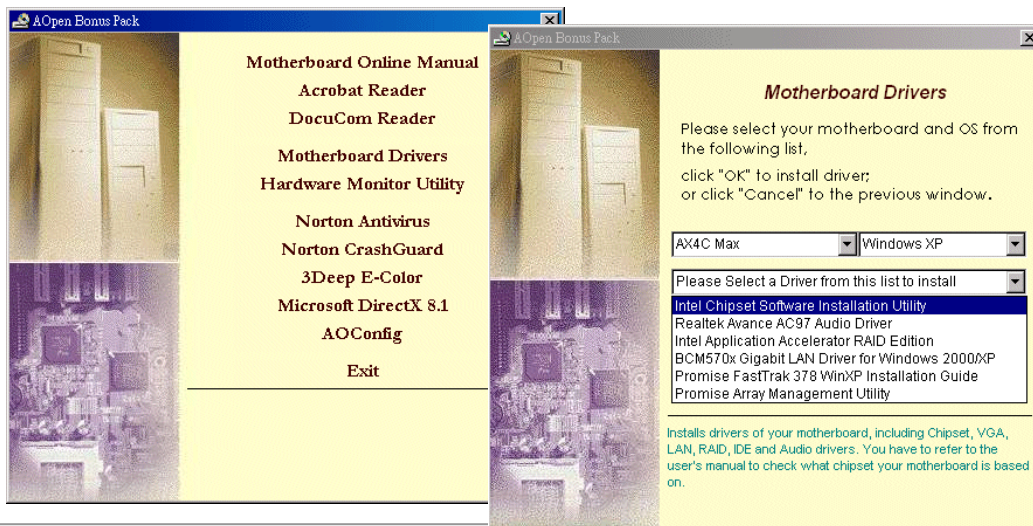 AOpen Bonus Pack
Motherboard Online Manual
Acrobat Reader
DocuCom Reader
Motherboard Drivers
Hardware Monitor Utility
Norton Antivirus
Norton CrashGuard
3Deep E-Color
Microsoft DirectX 8.1
AOConfig
Exit
AOpen Bonus Pack
Motherboard Drivers
Please select your motherboard and OS from
the following list,
click "OK" to install driver;
or click "Cancel" to the previous window.
AX4C Max
Windows XP
Please Select a Driver from this list to install
Intel Chipset Software Installation Utility
Realtek Avance AC97 Audio Driver
Intel Application Accelerator RAID Edition
BCM570x Gigabit LAN Driver for Windows 2000/XP
Promise FastTrak 378 WinXP Installation Guide
Promise Array Management Utility
Installs drivers of your motherboard, including Chipset, VGA,
LAN, RAID, IDE and Audio drivers. You have to refer to the
user's manual to check what chipset your motherboard is based
on.